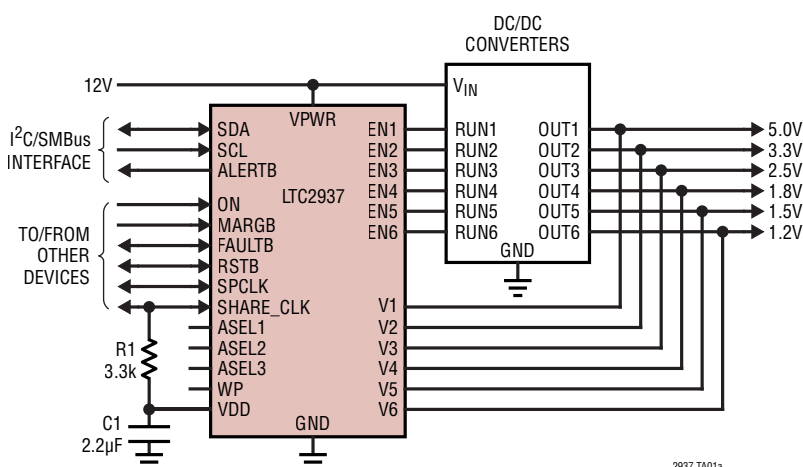 DC/DC
CONVERTERS
12V
VIN
VPWR
I2C/SMBus
INTERFACE
SDA
SCL
ALERTB
LTC2937
EN1
EN2
EN3
EN4
EN5
EN6
RUN1
RUN2
RUN3
RUN4
RUN5
RUN6
OUT1
OUT2
OUT3
OUT4
OUT5
OUT6
GND
5.0V
3.3V
2.5V
1.8V
1.5V
1.2V
TO/FROM
OTHER
DEVICES
ON
MARGB
FAULTB
RSTB
SPCLK
SHARE_CLK
ASEL1
ASEL2
ASEL3
WP
VDD
V1
V2
V3
V4
V5
V6
GND
R1
3.3k
C1
2.2µF
2937 TA01a